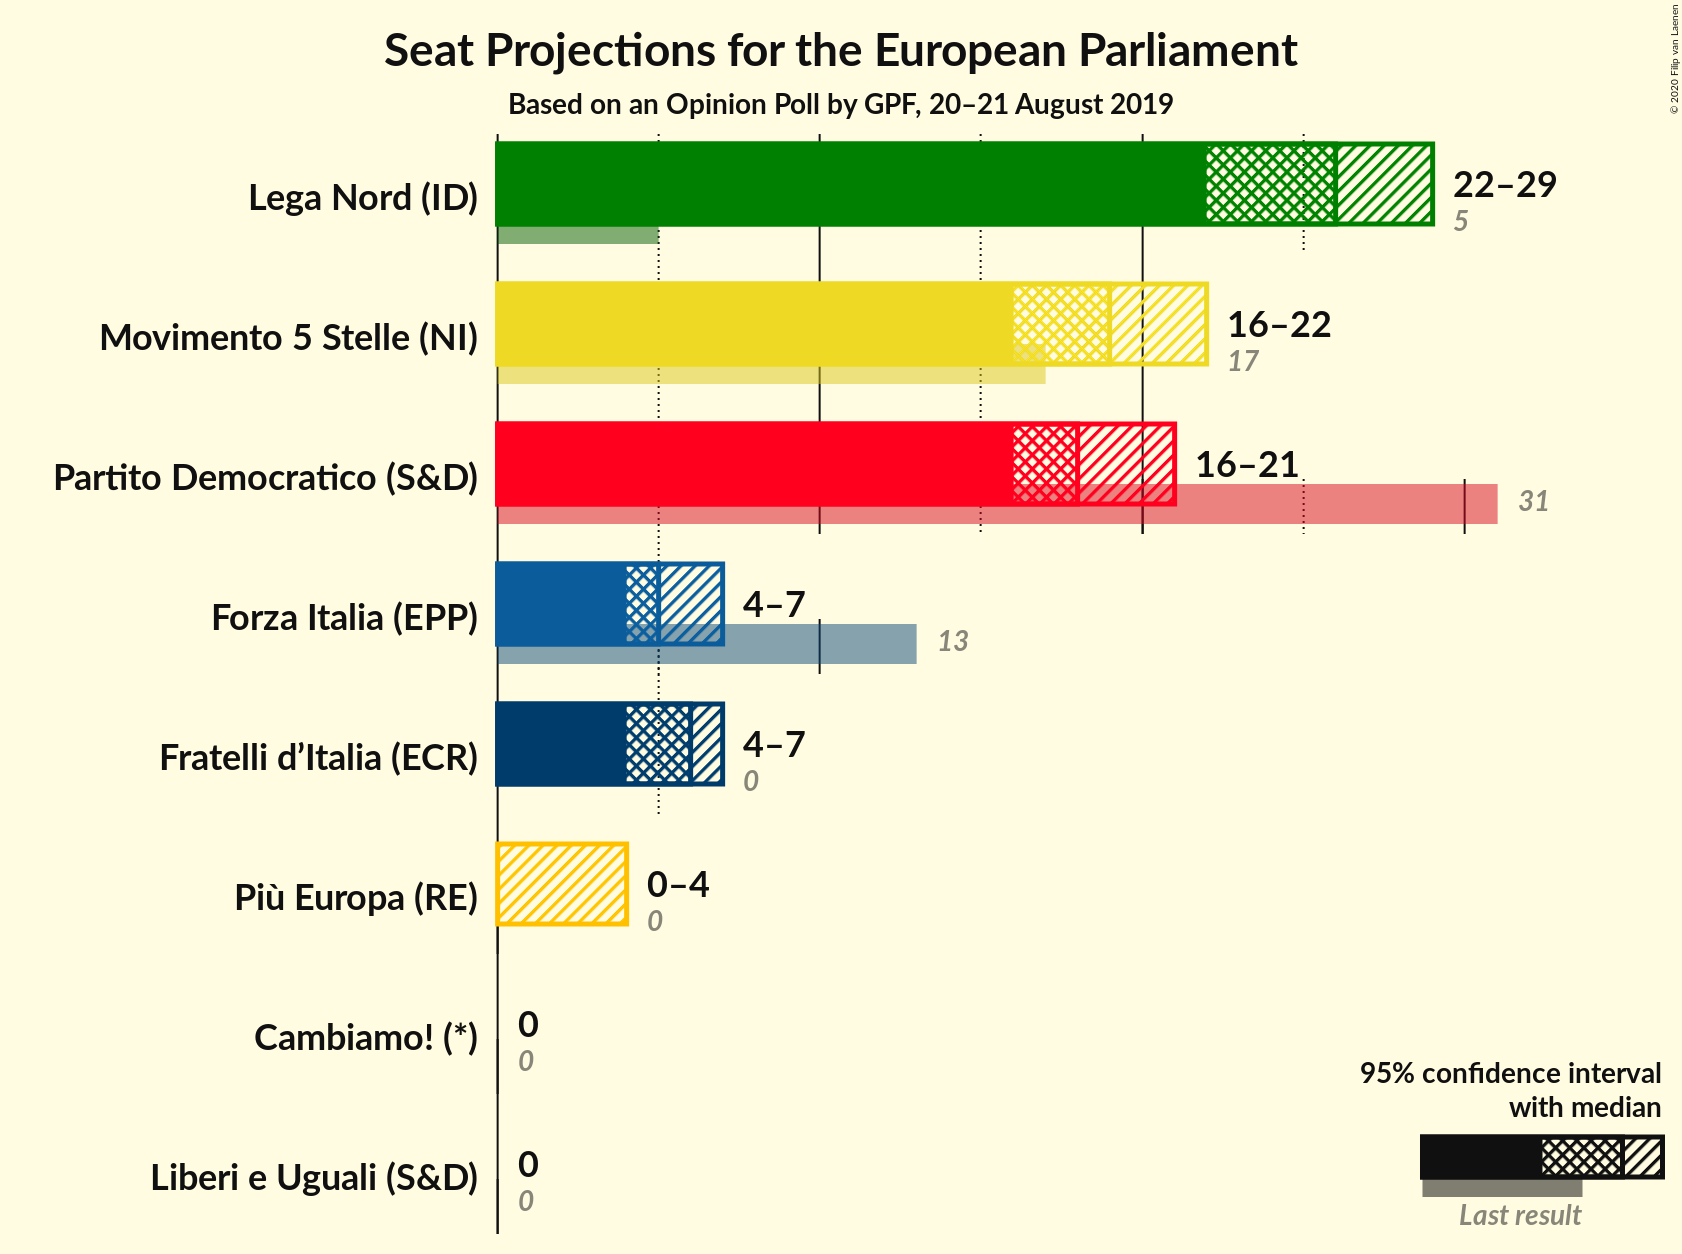 Seat Projections for the European Parliament
Based on an Opinion Poll by GPF, 20–21 August 2019
© 2020 Filip van Laenen
Lega Nord (ID)
22–29
5
Movimento 5 Stelle (NI)
16–22
17
Partito Democratico (S&D)
16–21
31
Forza Italia (EPP)
4–7
13
Fratelli d’Italia (ECR)
4–7
0
Più Europa (RE)
0–4
0
Cambiamo! (*)
0
0
Liberi e Uguali (S&D)
0
0
95% confidence interval
with median
Last result